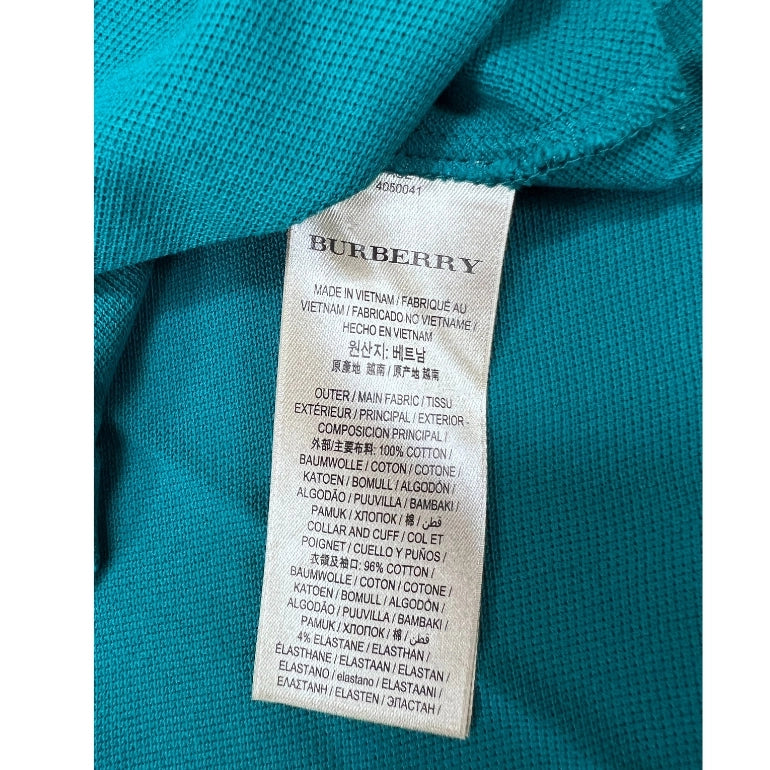 4050041
BURBERRY
MADE IN VIETNAM / FABRIQUÉ AU
VIETNAM / FABRICADO NO VIETNAME /
HECHO EN VIETNAM
원산지: 베트남
原產地 越南 / 原产地 越南
OUTER / MAIN FABRIC / TISSU
EXTÉRIEUR / PRINCIPAL / EXTERIOR -
COMPOSICION PRINCIPAL /
外部/主要布料: 100% COTTON /
BAUMWOLLE / COTON / COTONE /
KATOEN / BOMULL / ALGODÓN /
ALGODÃO / PUUVILLA / BAMBAKI /
PAMUK / ХЛОПОК / 棉 / قطن /
COLLAR AND CUFF / COL ET
POIGNET / CUELLO Y PUÑOS /
衣領及袖口: 96% COTTON /
BAUMWOLLE / COTON / COTONE /
KATOEN / BOMULL / ALGODÓN /
ALGODÃO / PUUVILLA / BAMBAKI /
PAMUK / ХЛОПОК / 棉 / قطن /
4% ELASTANE / ELASTHAN /
ÉLASTHANE / ELASTAAN / ELASTAN /
ELASTANO / elastano / ELASTAANI /
ΕΛΑΣΤΑΝΗ / ELASTEN / ЭЛАСТАН /